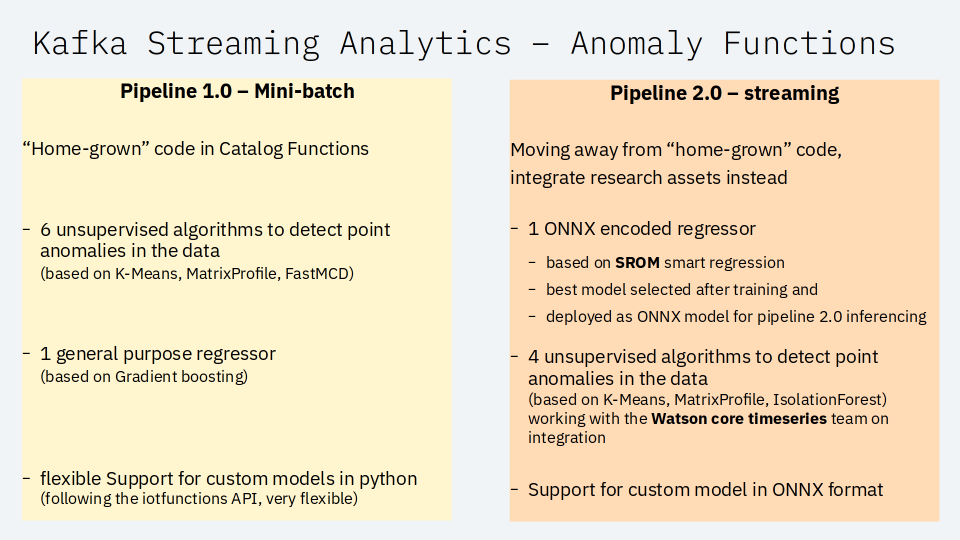 Kafka Streaming Analytics – Anomaly Functions
Pipeline 1.0 – Mini-batch
“Home-grown” code in Catalog Functions
– 6 unsupervised algorithms to detect point
anomalies in the data
(based on K-Means, MatrixProfile, FastMCD)
– 1 general purpose regressor
(based on Gradient boosting)
– flexible Support for custom models in python
(following the iotfunctions API, very flexible)
Pipeline 2.0 – streaming
Moving away from “home-grown” code,
integrate research assets instead
– 1 ONNX encoded regressor
– based on SROM smart regression
– best model selected after training and
– deployed as ONNX model for pipeline 2.0 inferencing
– 4 unsupervised algorithms to detect point
anomalies in the data
(based on K-Means, MatrixProfile, IsolationForest)
working with the Watson core timeseries team on
integration
– Support for custom model in ONNX format